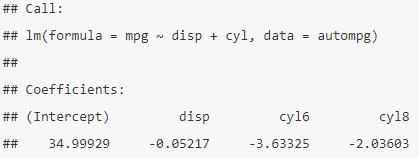 ## Call:
## lm(formula = mpg ~ disp + cyl, data = autompg)
##
## Coefficients:
## (Intercept)         disp         cyl6         cyl8
##    34.99929     -0.05217     -3.63325     -2.03603